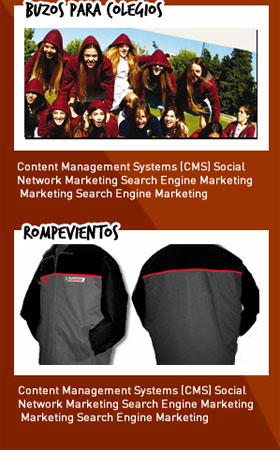 BUZOS PARA COLEGIOS
Content Management Systems (CMS) Social
Network Marketing Search Engine Marketing
Marketing Search Engine Marketing
ROMPEVIENTOS
Content Management Systems (CMS) Social
Network Marketing Search Engine Marketing
Marketing Search Engine Marketing